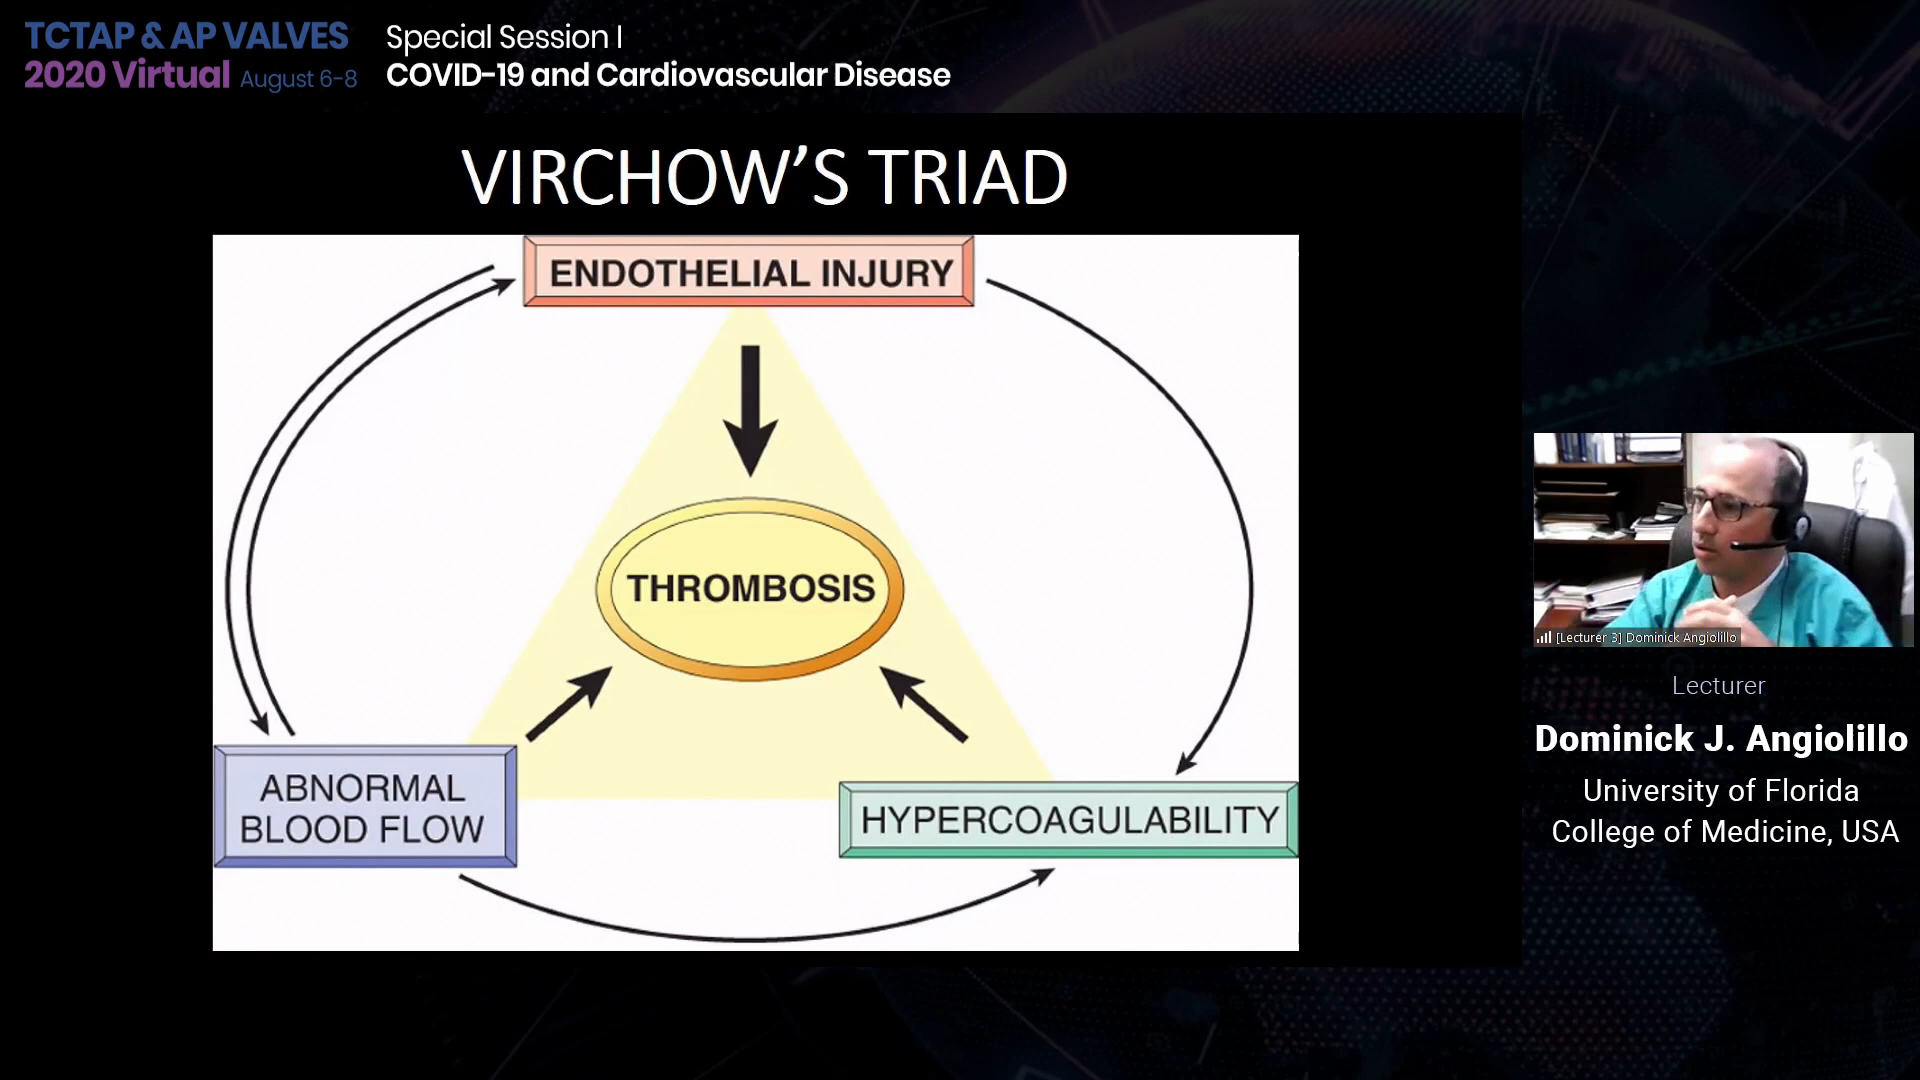 TCTAP & AP VALVES
2020 Virtual August 6-8
Special Session I
COVID-19 and Cardiovascular Disease
VIRCHOW'S TRIAD
ENDOTHELIAL INJURY
THROMBOSIS
ABNORMAL
BLOOD FLOW
HYPERCOAGULABILITY
[Lecturer 3] Dominick Angiolillo
Lecturer
Dominick J. Angiolillo
University of Florida
College of Medicine, USA